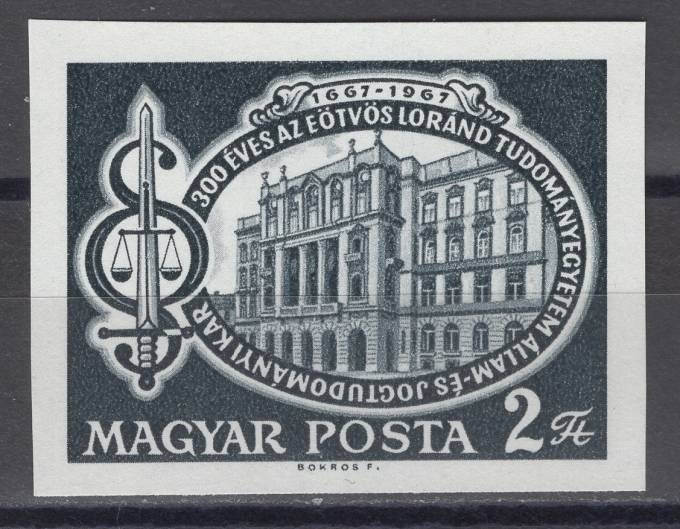 1667-1967
300 ÉVES AZ EÖTVÖS LORÁND TUDOMÁNYEGYETEM ÁLLAM-ÉS JOGTUDOMÁNYI KAR
MAGYAR POSTA 2 Ft
BOKROS F.